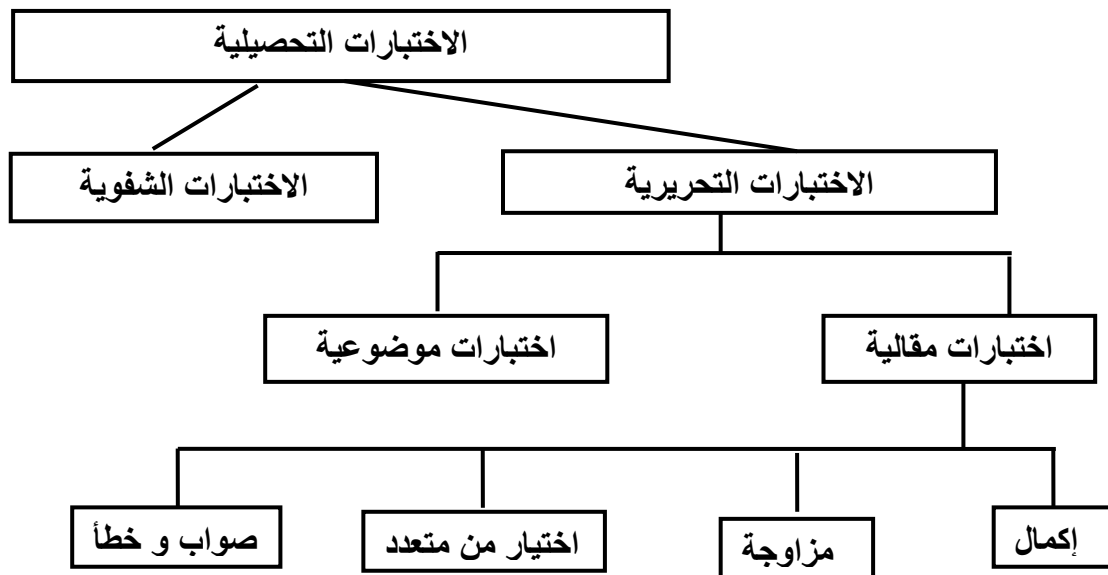 الاختبارات التحصيلية
الاختبارات التحريرية
الاختبارات الشفوية
اختبارات مقالية
اختبارات موضوعية
إكمال
مزاوجة
اختيار من متعدد
صواب و خطأ